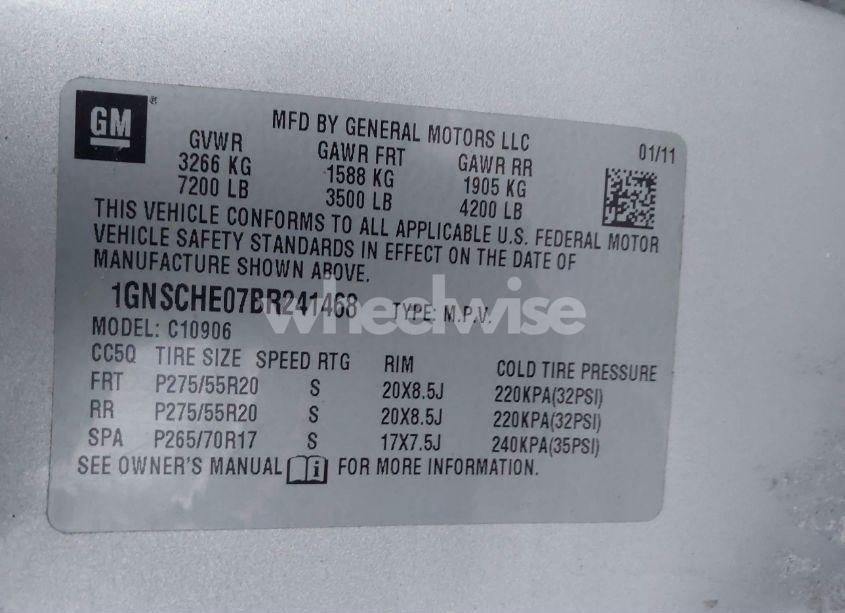 GM®
MFD BY GENERAL MOTORS LLC 01/11
GVWR GAWR FRT GAWR RR
3266 KG 1588 KG 1905 KG
7200 LB 3500 LB 4200 LB
THIS VEHICLE CONFORMS TO ALL APPLICABLE U.S. FEDERAL MOTOR
VEHICLE SAFETY STANDARDS IN EFFECT ON THE DATE OF
MANUFACTURE SHOWN ABOVE.
1GNSCHE07BR241468 TYPE: M.P.V.
wheelwise
MODEL: C10906
CC5Q TIRE SIZE SPEED RTG RIM COLD TIRE PRESSURE
FRT P275/55R20 S 20X8.5J 220KPA(32PSI)
RR P275/55R20 S 20X8.5J 220KPA(32PSI)
SPA P265/70R17 S 17X7.5J 240KPA(35PSI)
SEE OWNER'S MANUAL i FOR MORE INFORMATION.